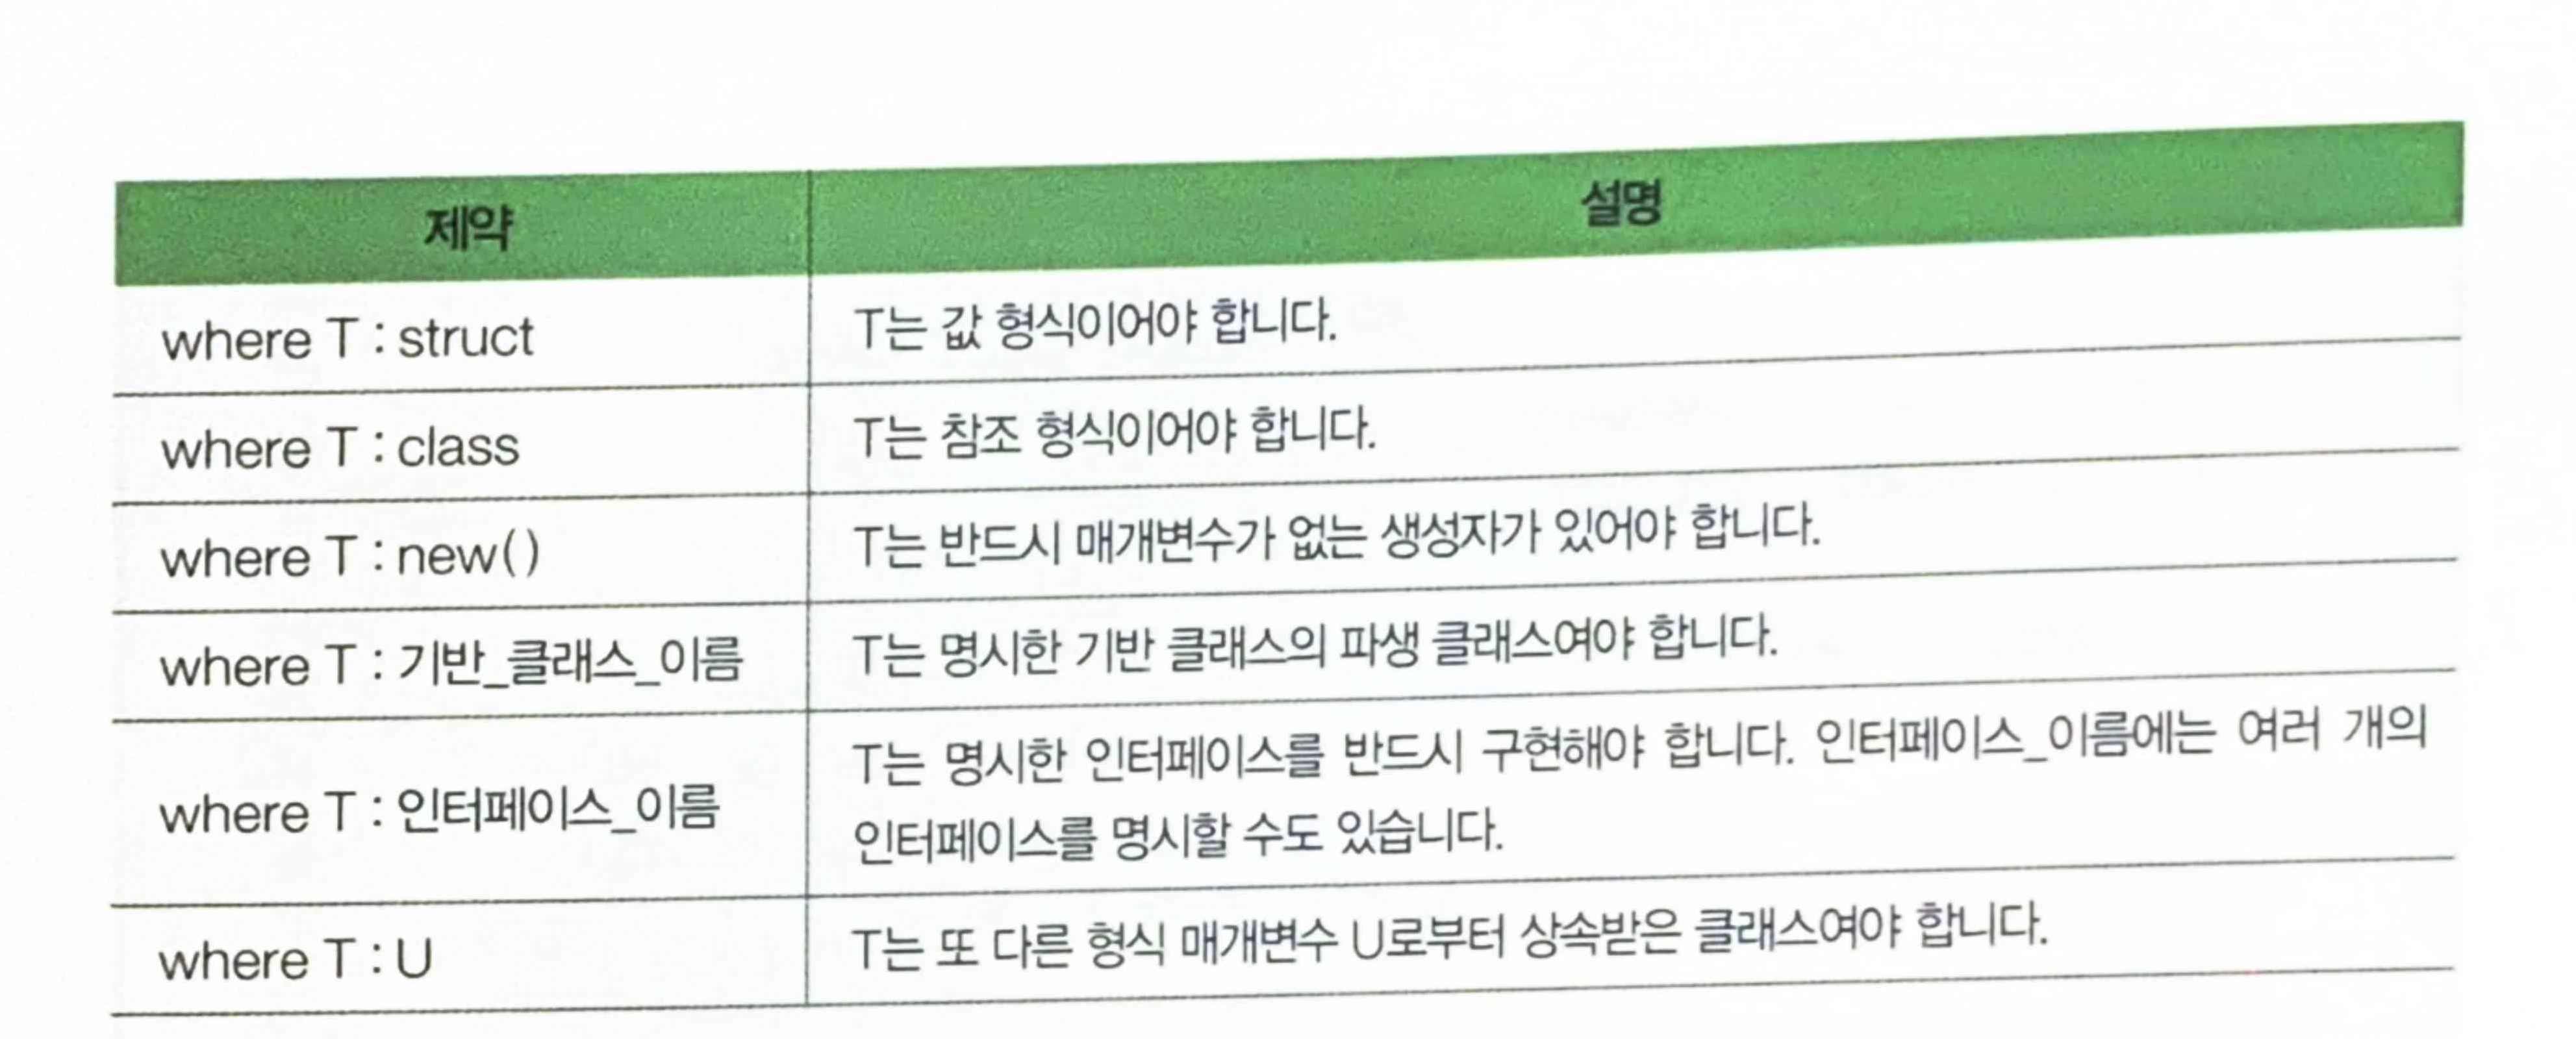 제약 설명
where T : struct T는 값 형식이어야 합니다.
where T : class T는 참조 형식이어야 합니다.
where T : new() T는 반드시 매개변수가 없는 생성자가 있어야 합니다.
where T : 기반_클래스_이름 T는 명시한 기반 클래스의 파생 클래스여야 합니다.
where T : 인터페이스_이름 T는 명시한 인터페이스를 반드시 구현해야 합니다. 인터페이스_이름에는 여러 개의
인터페이스를 명시할 수도 있습니다.
where T : U T는 또 다른 형식 매개변수 U로부터 상속받은 클래스여야 합니다.